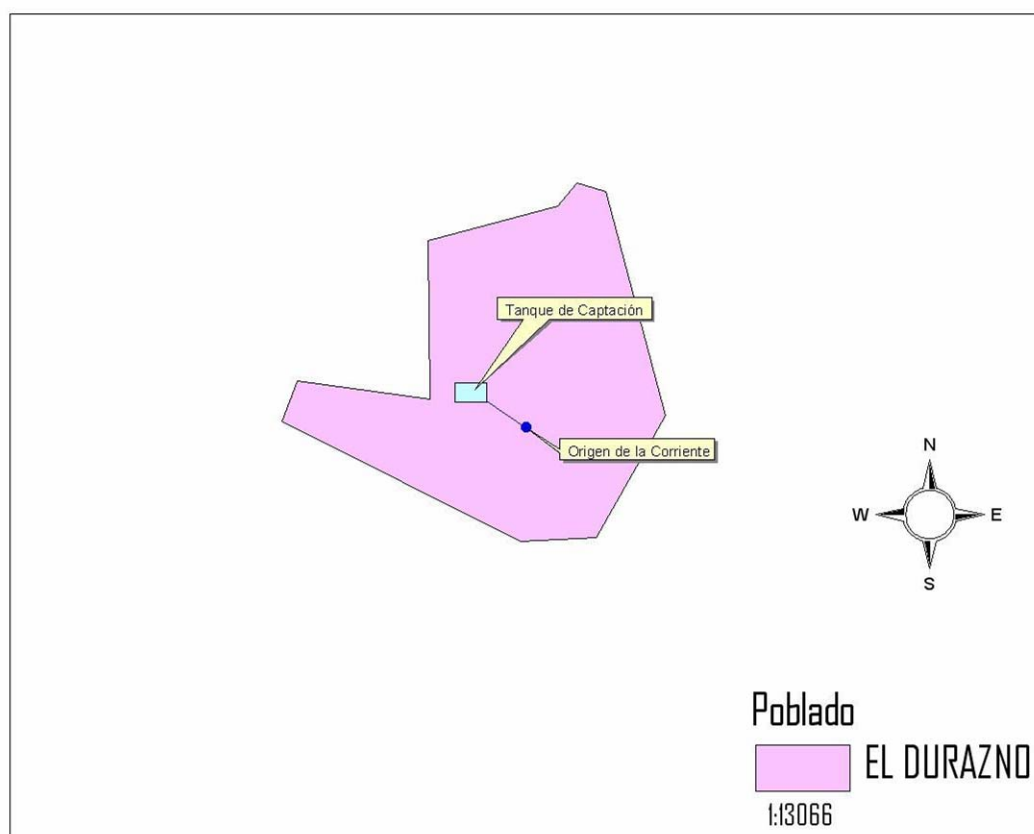 Tanque de Captación
Origen de la Corriente
N
W E
S
Poblado
EL DURAZNO
1:13066